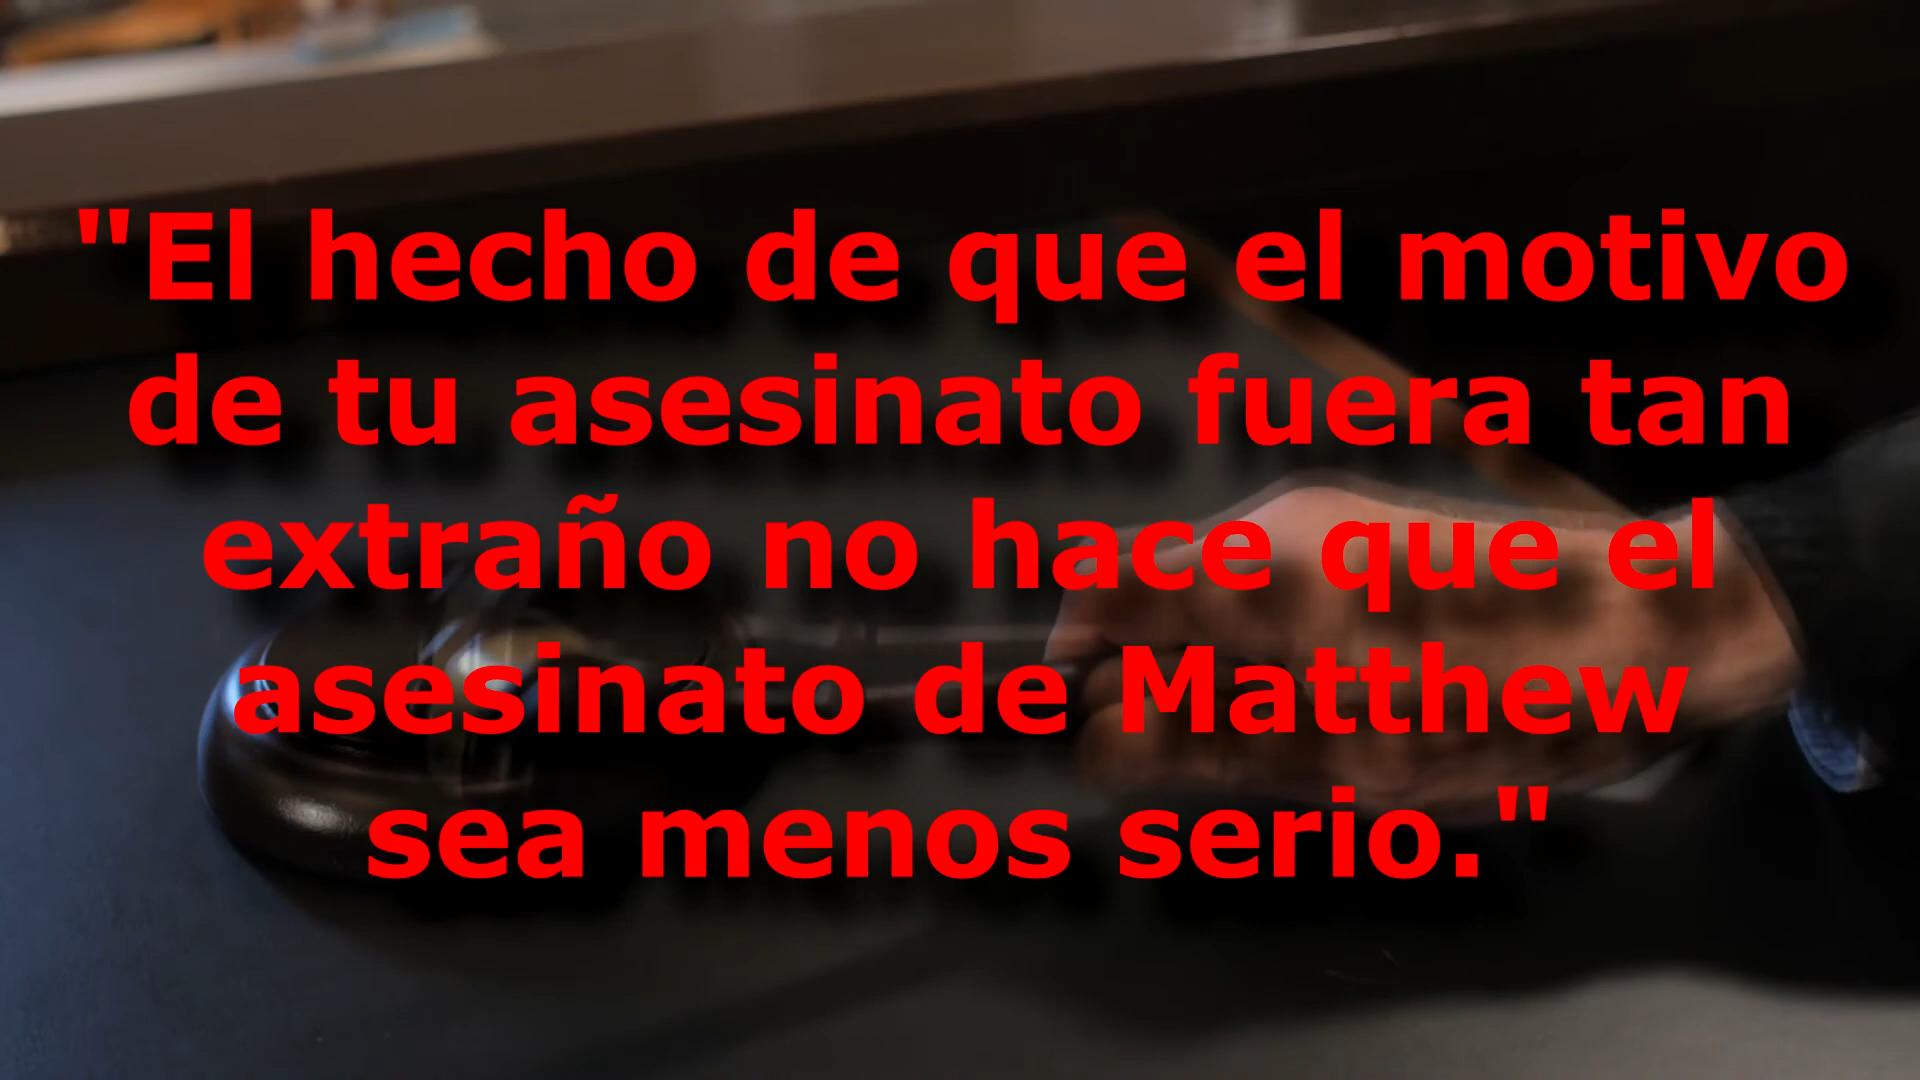 "El hecho de que el motivo
de tu asesinato fuera tan
extraño no hace que el
asesinato de Matthew
sea menos serio."